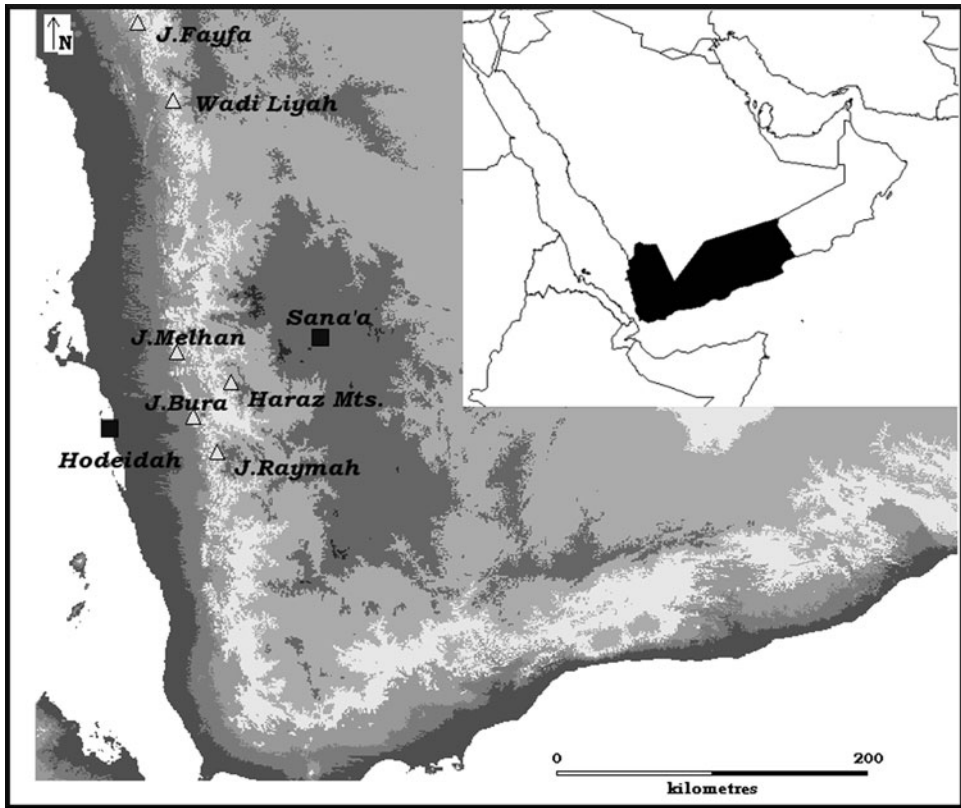 N
J.Fayfa
Wadi Liyah
Sana'a
J.Melhan
Haraz Mts.
J.Bura
Hodeidah
J.Raymah
0
200
kilometres